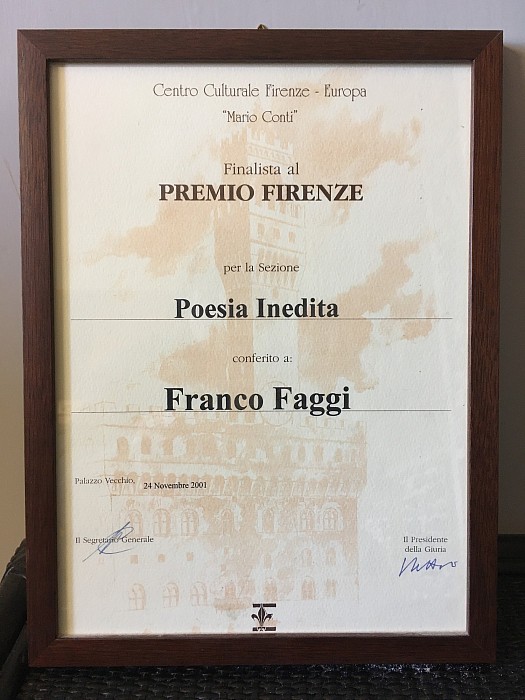 Centro Culturale Firenze - Europa
"Mario Conti"
Finalista al
PREMIO FIRENZE
per la Sezione
Poesia Inedita
conferito a:
Franco Faggi
Palazzo Vecchio, 24 Novembre 2001
Il Segretario Generale
Il Presidente
della Giuria